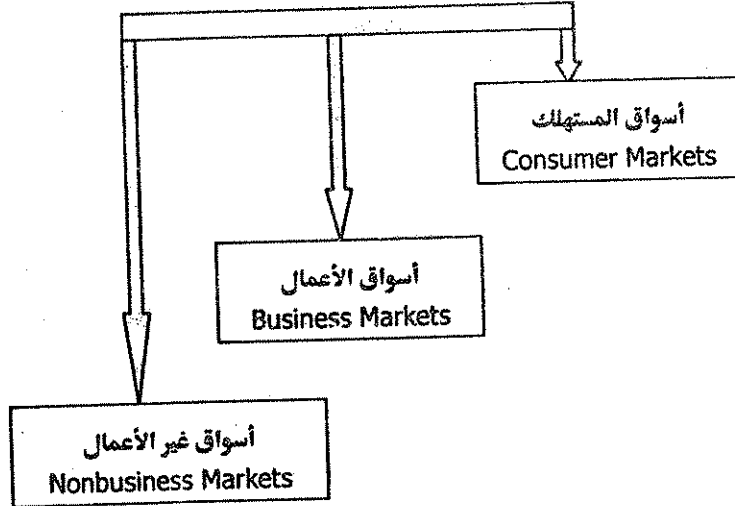 أسواق المستهلك
Consumer Markets
أسواق الأعمال
Business Markets
أسواق غير الأعمال
Nonbusiness Markets